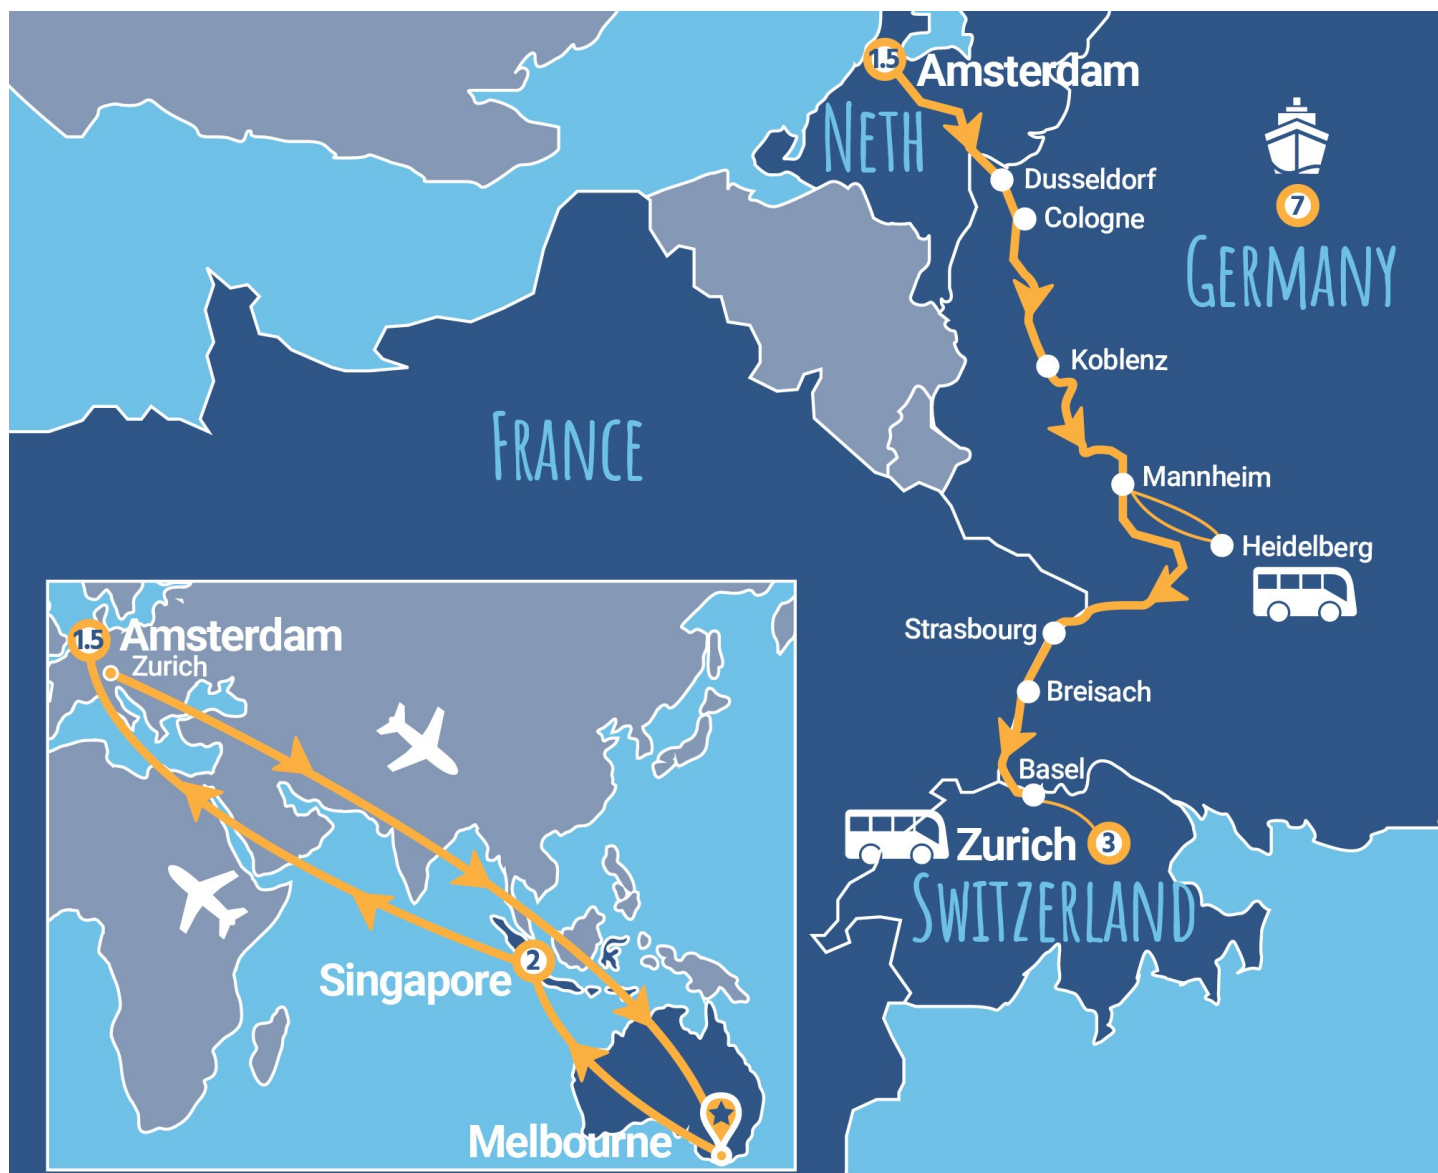 1.5
Amsterdam
NETH
Dusseldorf
7
Cologne
GERMANY
Koblenz
FRANCE
Mannheim
Heidelberg
Strasbourg
Breisach
Basel
Zurich 3
SWITZERLAND
1.5 Amsterdam
Zurich
Singapore 2
Melbourne